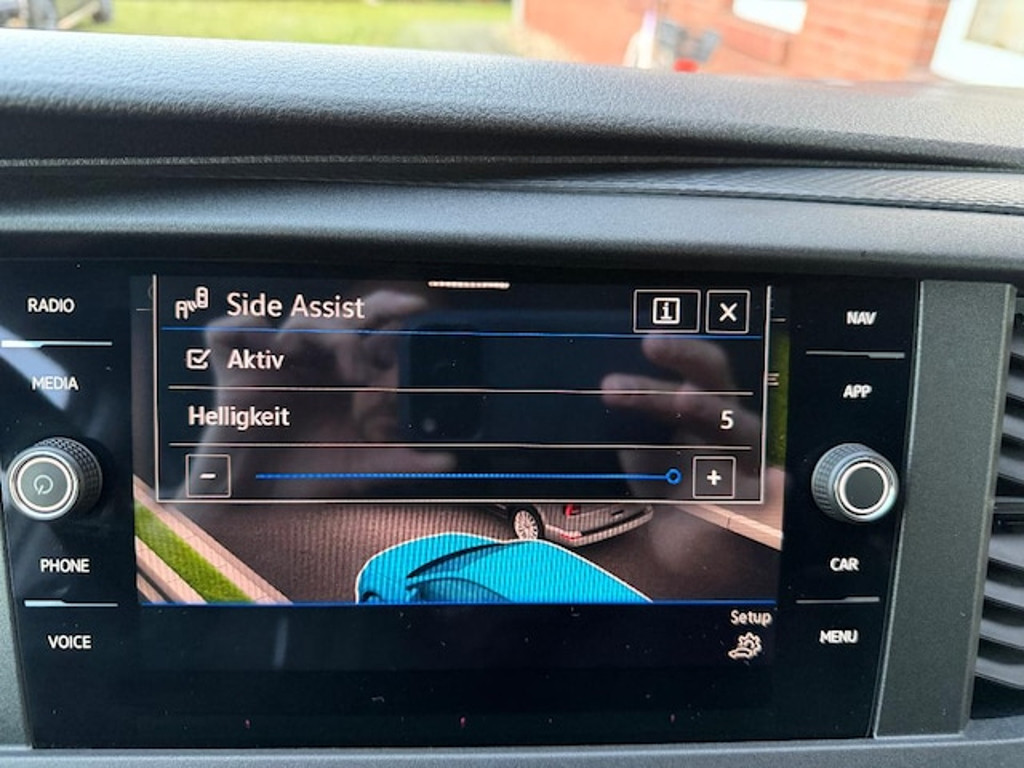 RADIO
MEDIA
PHONE
VOICE
Side Assist
i
Aktiv
Helligkeit
5
-
+
Setup
NAV
APP
CAR
MENU